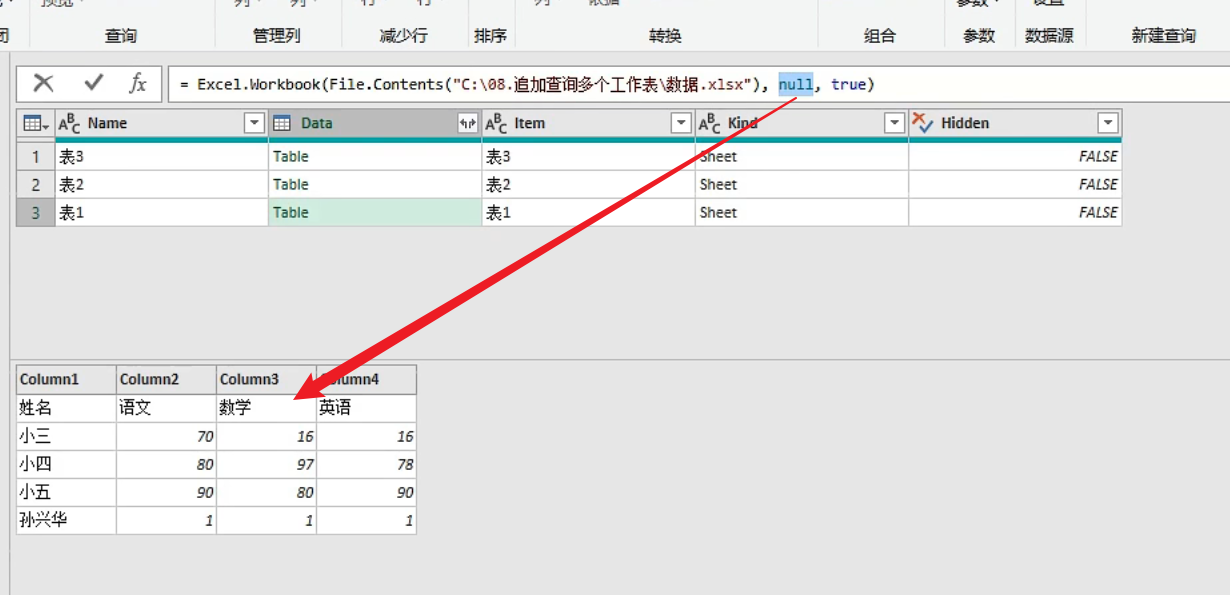 查询 管理列 减少行 排序 转换 组合 参数 数据源 新建查询
fx = Excel.Workbook(File.Contents("C:\08.追加查询多个工作表\数据.xlsx"), null, true)
ABC Name Data ABC Item ABC Kind Hidden
1 表3 Table 表3 Sheet FALSE
2 表2 Table 表2 Sheet FALSE
3 表1 Table 表1 Sheet FALSE
Column1 Column2 Column3 Column4
姓名 语文 数学 英语
小三 70 16 16
小四 80 97 78
小五 90 80 90
孙兴华 1 1 1